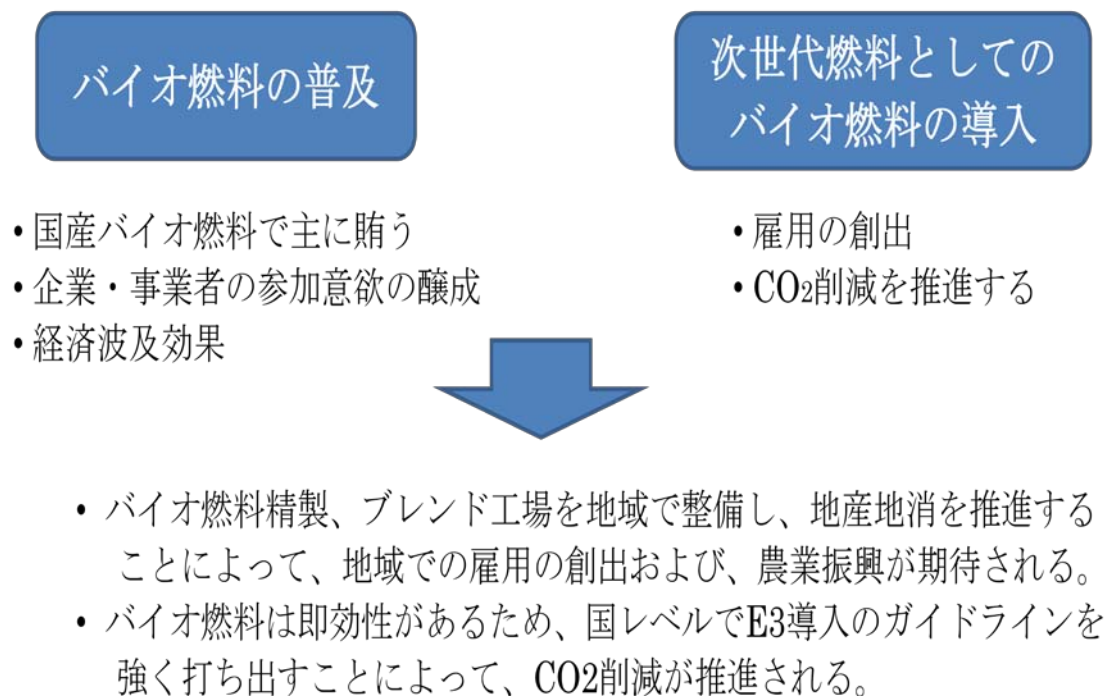 バイオ燃料の普及
次世代燃料としての
バイオ燃料の導入
•国産バイオ燃料で主に賄う
•企業・事業者の参加意欲の醸成
•経済波及効果
•雇用の創出
•CO₂削減を推進する
• バイオ燃料精製、ブレンド工場を地域で整備し、地産地消を推進する
ことによって、地域での雇用の創出および、農業振興が期待される。
• バイオ燃料は即効性があるため、国レベルでE3導入のガイドラインを
強く打ち出すことによって、CO2削減が推進される。